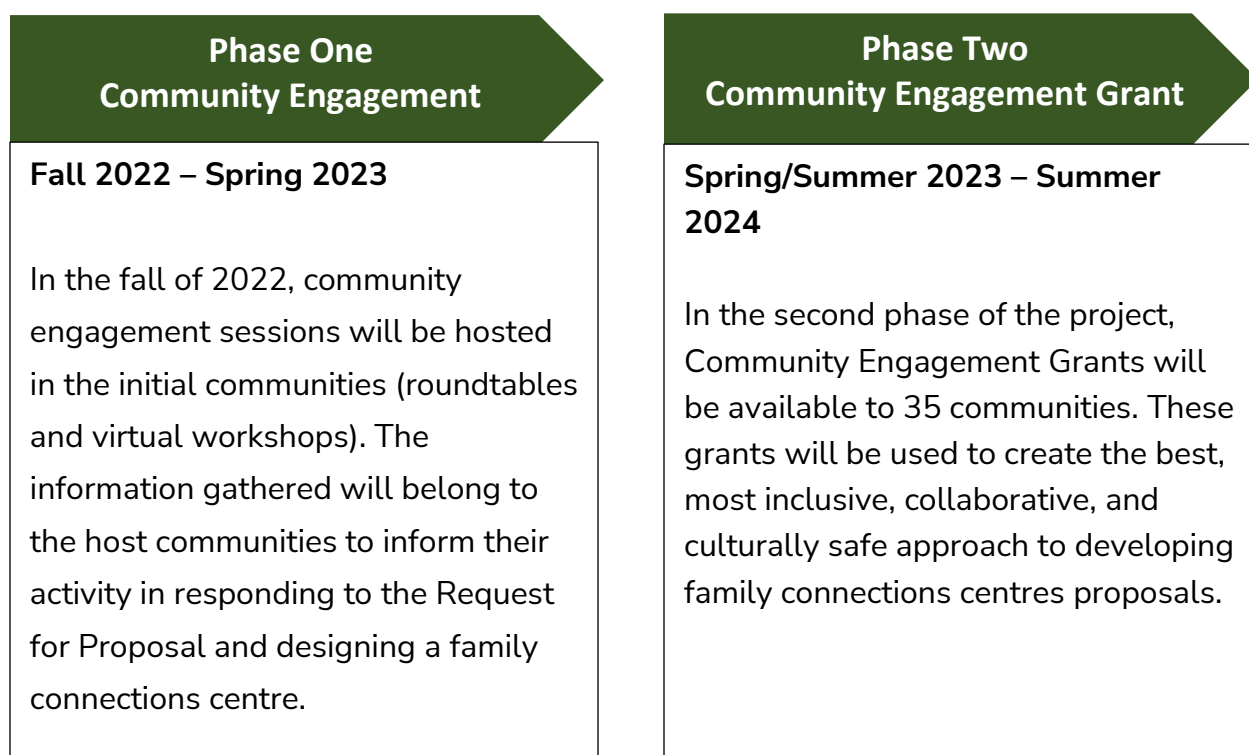 Phase One
Community Engagement
Fall 2022 – Spring 2023
In the fall of 2022, community
engagement sessions will be hosted
in the initial communities (roundtables
and virtual workshops). The
information gathered will belong to
the host communities to inform their
activity in responding to the Request
for Proposal and designing a family
connections centre.
Phase Two
Community Engagement Grant
Spring/Summer 2023 – Summer
2024
In the second phase of the project,
Community Engagement Grants will
be available to 35 communities. These
grants will be used to create the best,
most inclusive, collaborative, and
culturally safe approach to developing
family connections centres proposals.